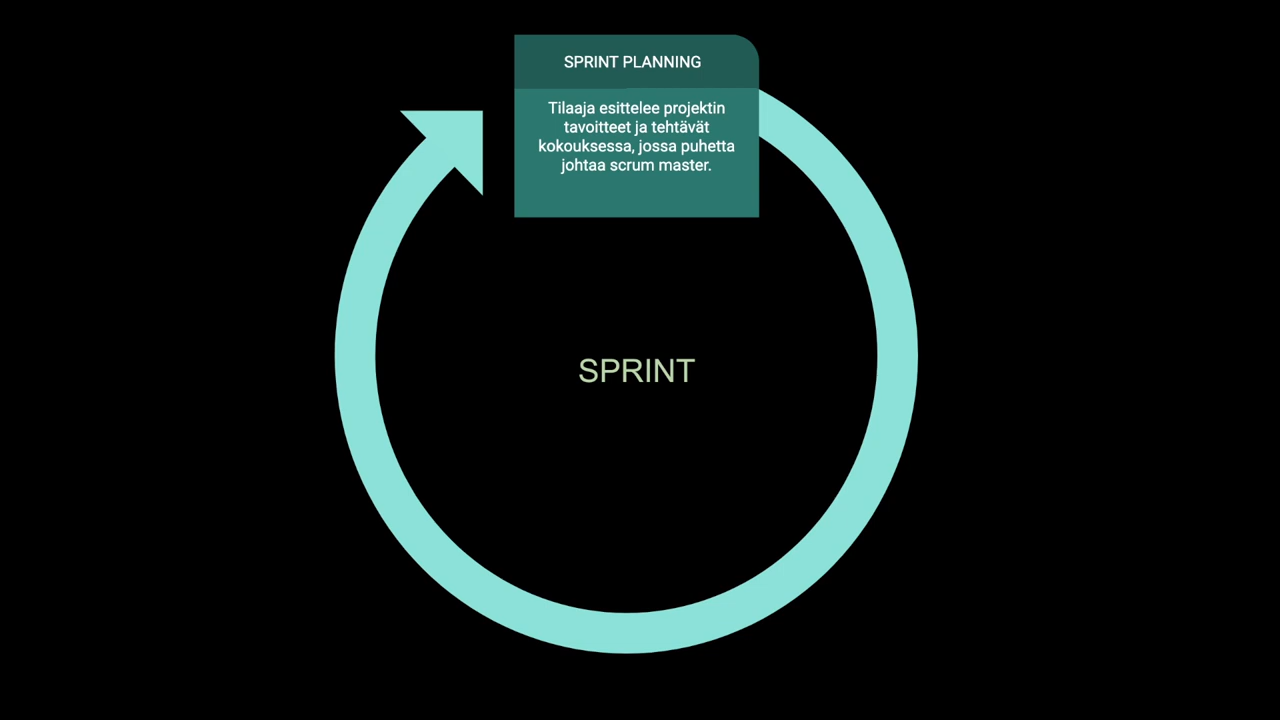 SPRINT PLANNING
Tilaaja esittelee projektin
tavoitteet ja tehtävät
kokouksessa, jossa puhetta
johtaa scrum master.
SPRINT